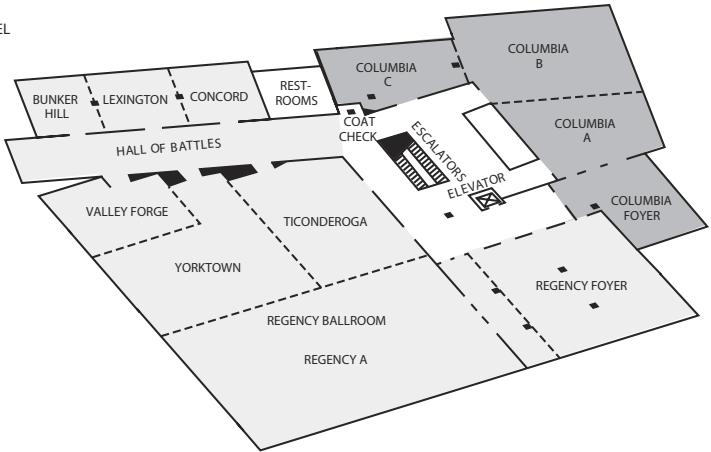 EL
COLUMBIA
B
COLUMBIA
C
REST-
ROOMS
BUNKER
HILL
LEXINGTON
CONCORD
COAT
CHECK
ESCALATORS
COLUMBIA
A
HALL OF BATTLES
ELEVATOR
COLUMBIA
FOYER
VALLEY FORGE
TICONDEROGA
YORKTOWN
REGENCY FOYER
REGENCY BALLROOM
REGENCY A